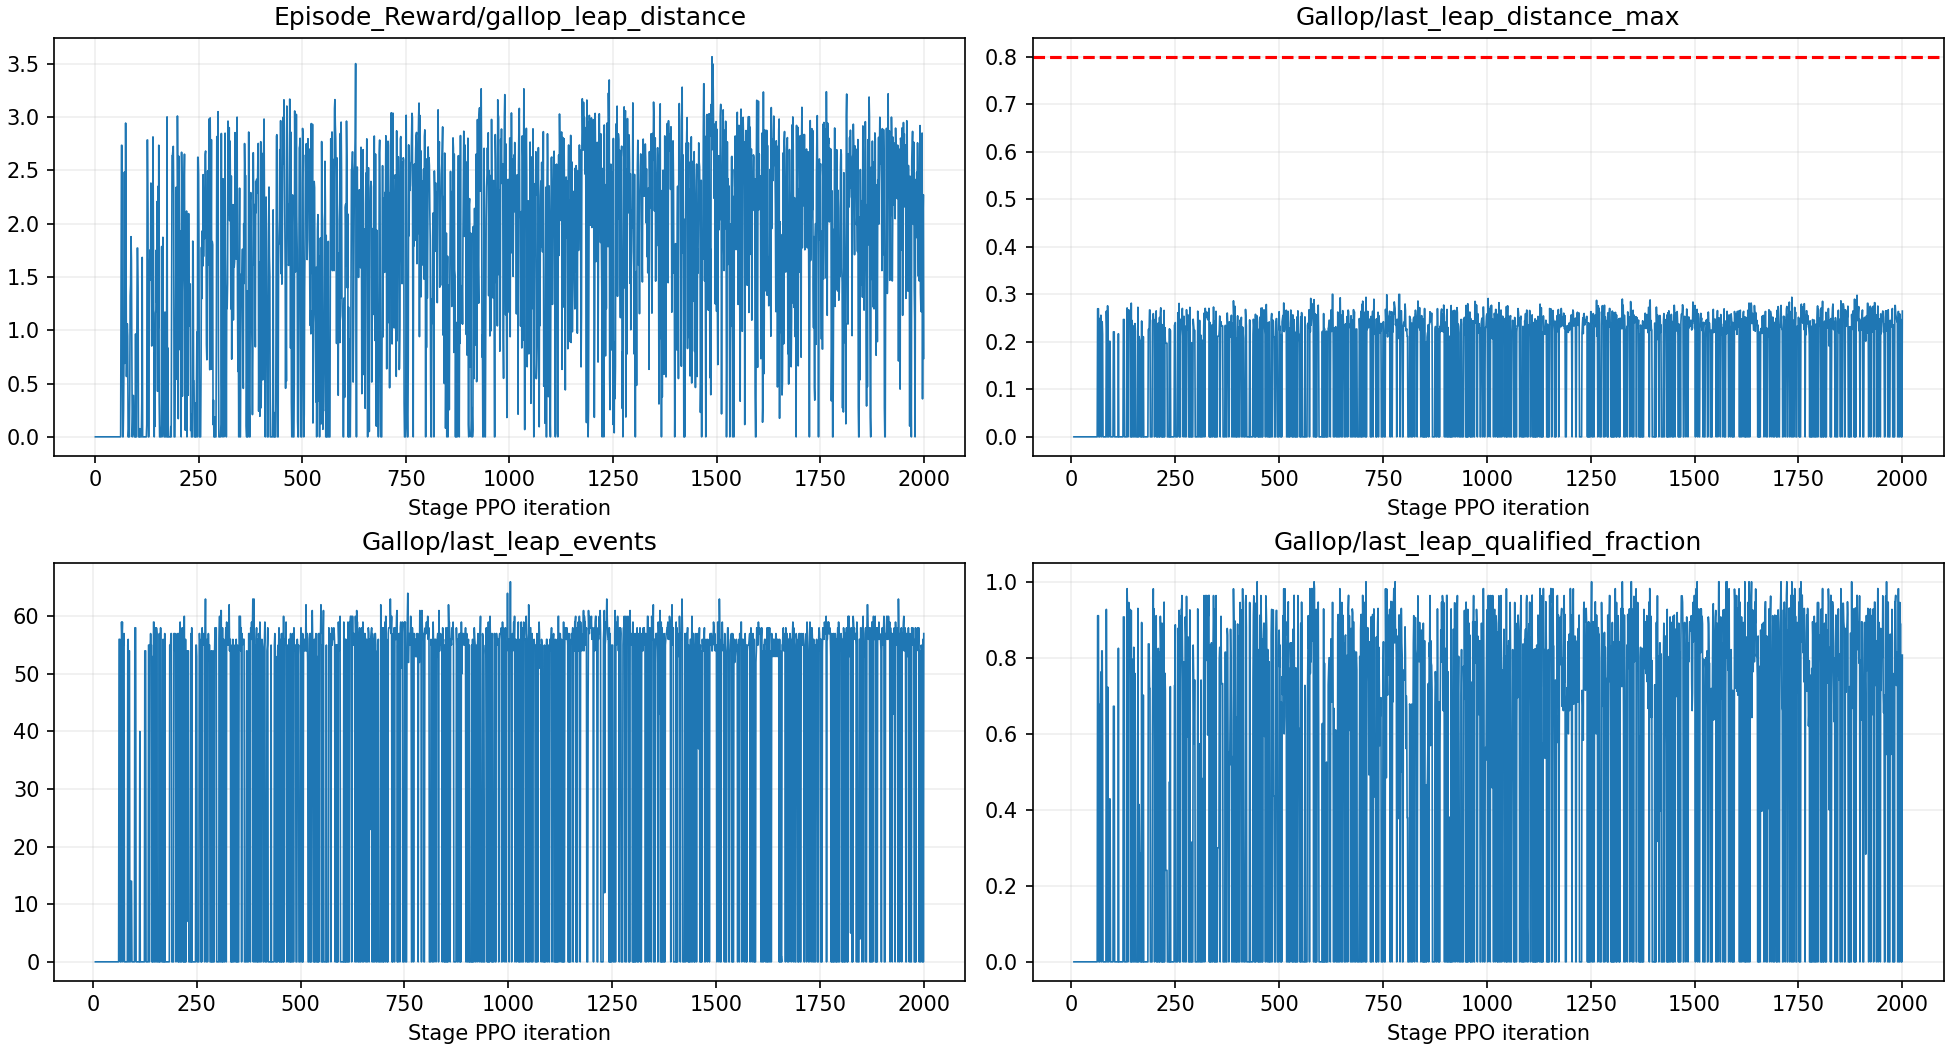 Episode_Reward/gallop_leap_distance
3.5
3.0
2.5
2.0
1.5
1.0
0.5
0.0
0 250 500 750 1000 1250 1500 1750 2000
Stage PPO iteration
Gallop/last_leap_distance_max
0.8
0.7
0.6
0.5
0.4
0.3
0.2
0.1
0.0
0 250 500 750 1000 1250 1500 1750 2000
Stage PPO iteration
Gallop/last_leap_events
60
50
40
30
20
10
0
0 250 500 750 1000 1250 1500 1750 2000
Stage PPO iteration
Gallop/last_leap_qualified_fraction
1.0
0.8
0.6
0.4
0.2
0.0
0 250 500 750 1000 1250 1500 1750 2000
Stage PPO iteration